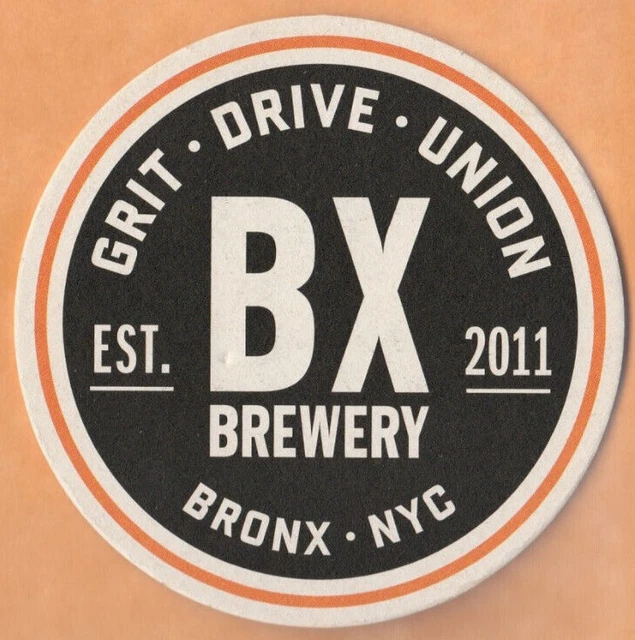 GRIT · DRIVE · UNION
BX
EST. 2011
BREWERY
BRONX · NYC